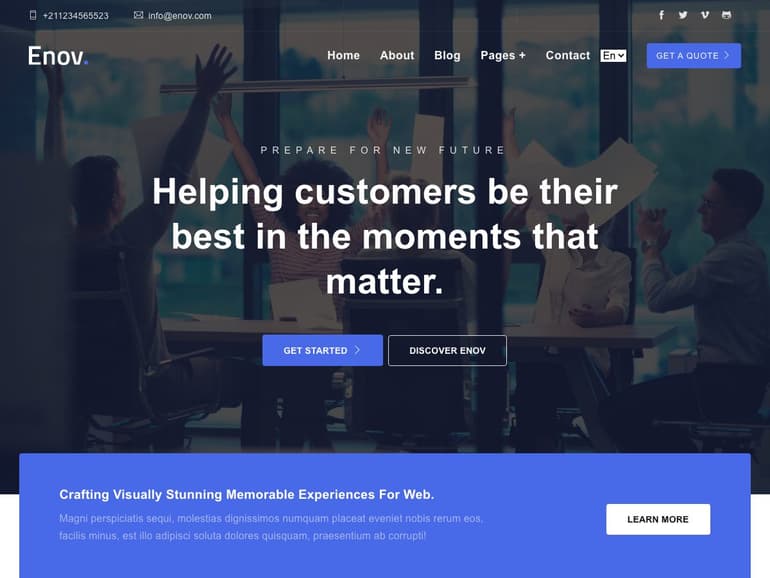 +211234565523
info@enov.com
Enov.
Home
About
Blog
Pages +
Contact
En
GET A QUOTE
PREPARE FOR NEW FUTURE
Helping customers be their
best in the moments that
matter.
GET STARTED
DISCOVER ENOV
Crafting Visually Stunning Memorable Experiences For Web.
Magni perspiciatis sequi, molestias dignissimos numquam placeat eveniet nobis rerum eos,
facilis minus, est illo adipisci soluta dolores quisquam, praesentium ab corrupti!
LEARN MORE